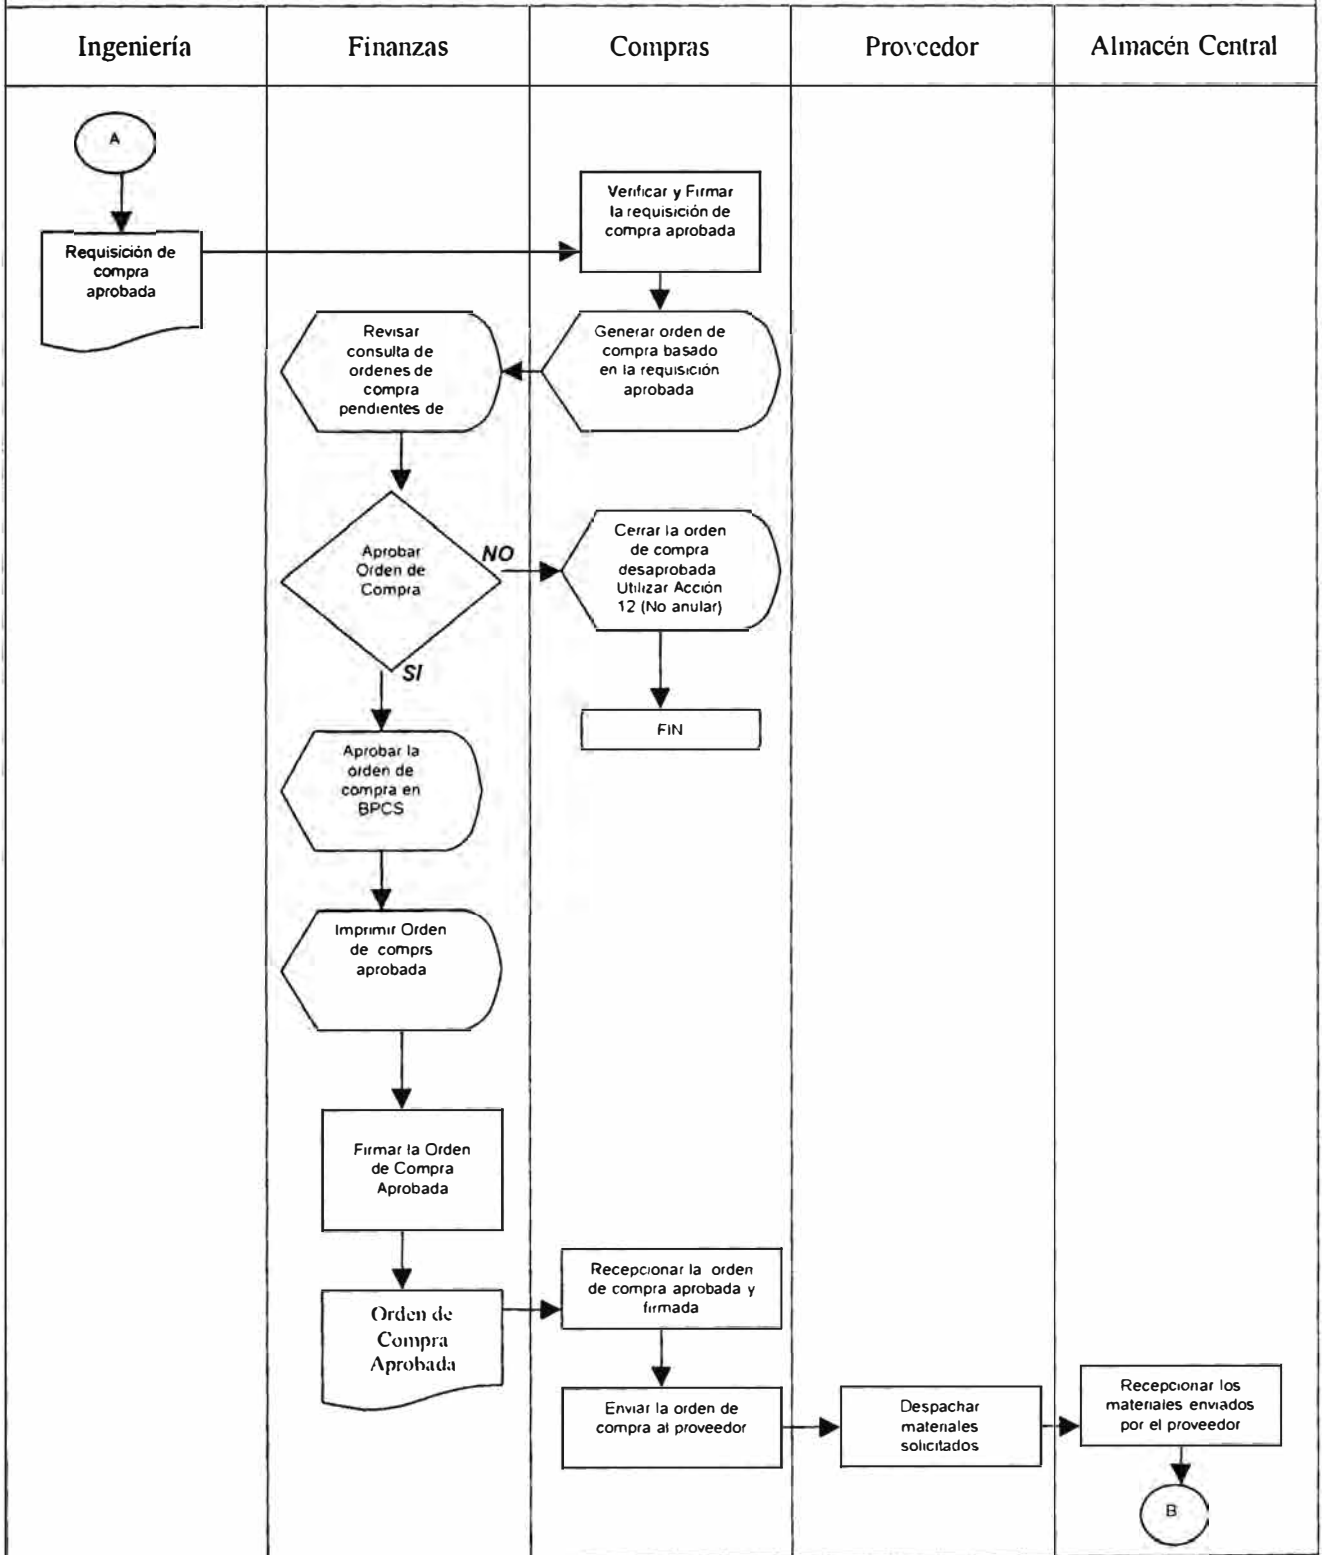 Ingeniería
Finanzas
Compras
Proveedor
Almacén Central
A
Requisición de
compra
aprobada
Verificar y Firmar
la requisición de
compra aprobada
Generar orden de
compra basado
en la requisición
aprobada
Revisar
consulta de
ordenes de
compra
pendientes de
Aprobar
Orden de
Compra
NO
SI
Cerrar la orden
de compra
desaprobada
Utilizar Acción
12 (No anular)
FIN
Aprobar la
orden de
compra en
BPCS
Imprimir Orden
de comprs
aprobada
Firmar la Orden
de Compra
Aprobada
Orden de
Compra
Aprobada
Recepcionar la orden
de compra aprobada y
firmada
Enviar la orden de
compra al proveedor
Despachar
materiales
solicitados
Recepcionar los
materiales enviados
por el proveedor
B